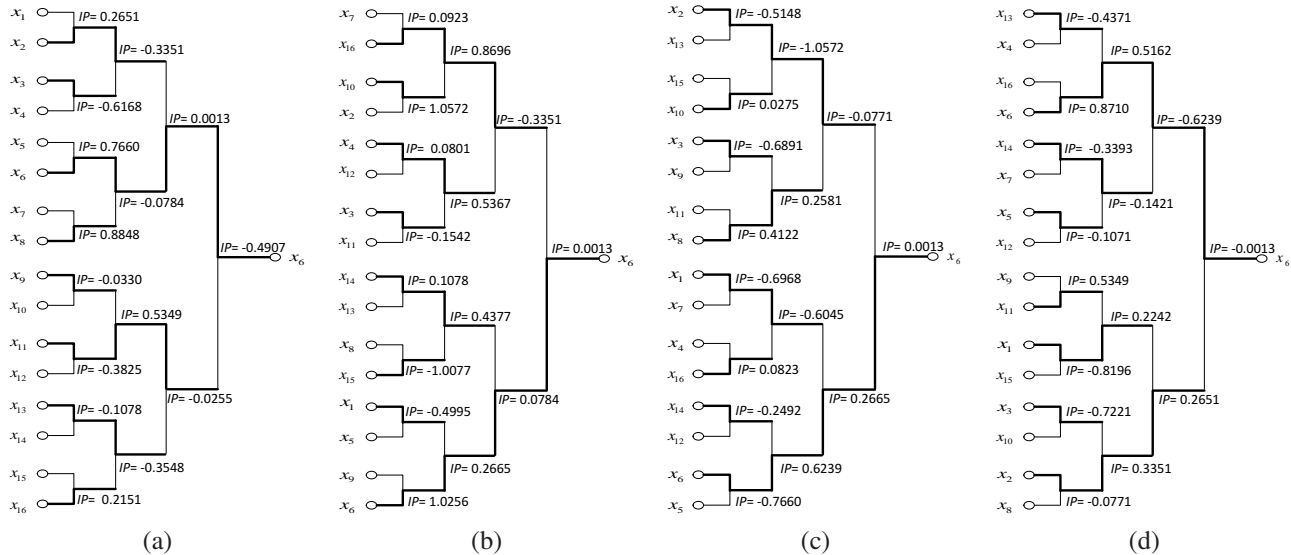 x1
IP= 0.2651
x2
IP= -0.3351
x3
IP= -0.6168
x4
IP= 0.0013
x5
IP= 0.7660
x6
IP= -0.0784
x7
IP= 0.8848
x8
IP= -0.4907
x6
x9
IP= -0.0330
x10
IP= 0.5349
x11
IP= -0.3825
x12
IP= -0.0255
x13
IP= -0.1078
x14
IP= -0.3548
x15
IP= 0.2151
x16
(a)
x7
IP= 0.0923
x16
IP= 0.8696
x10
IP= 1.0572
x2
IP= -0.3351
x4
IP= 0.0801
x12
IP= 0.5367
x3
IP= -0.1542
x11
IP= 0.0013
x6
x14
IP= 0.1078
x13
IP= 0.4377
x8
IP= -1.0077
x15
IP= 0.0784
x1
IP= -0.4995
x5
IP= 0.2665
x9
IP= 1.0256
x6
(b)
x2
IP= -0.5148
x13
IP= -1.0572
x15
IP= 0.0275
x10
IP= -0.0771
x3
IP= -0.6891
x9
IP= 0.2581
x11
IP= 0.4122
x8
IP= 0.0013
x6
x1
IP= -0.6968
x7
IP= -0.6045
x4
IP= 0.0823
x16
IP= 0.2665
x14
IP= -0.2492
x12
IP= 0.6239
x6
IP= -0.7660
x5
(c)
x13
IP= -0.4371
x4
IP= 0.5162
x16
IP= 0.8710
x6
IP= -0.6239
x14
IP= -0.3393
x7
IP= -0.1421
x5
IP= -0.1071
x12
IP= -0.0013
x6
x9
IP= 0.5349
x11
IP= 0.2242
x1
IP= -0.8196
x15
IP= 0.2651
x3
IP= -0.7221
x10
IP= 0.3351
x2
IP= -0.0771
x8
(d)